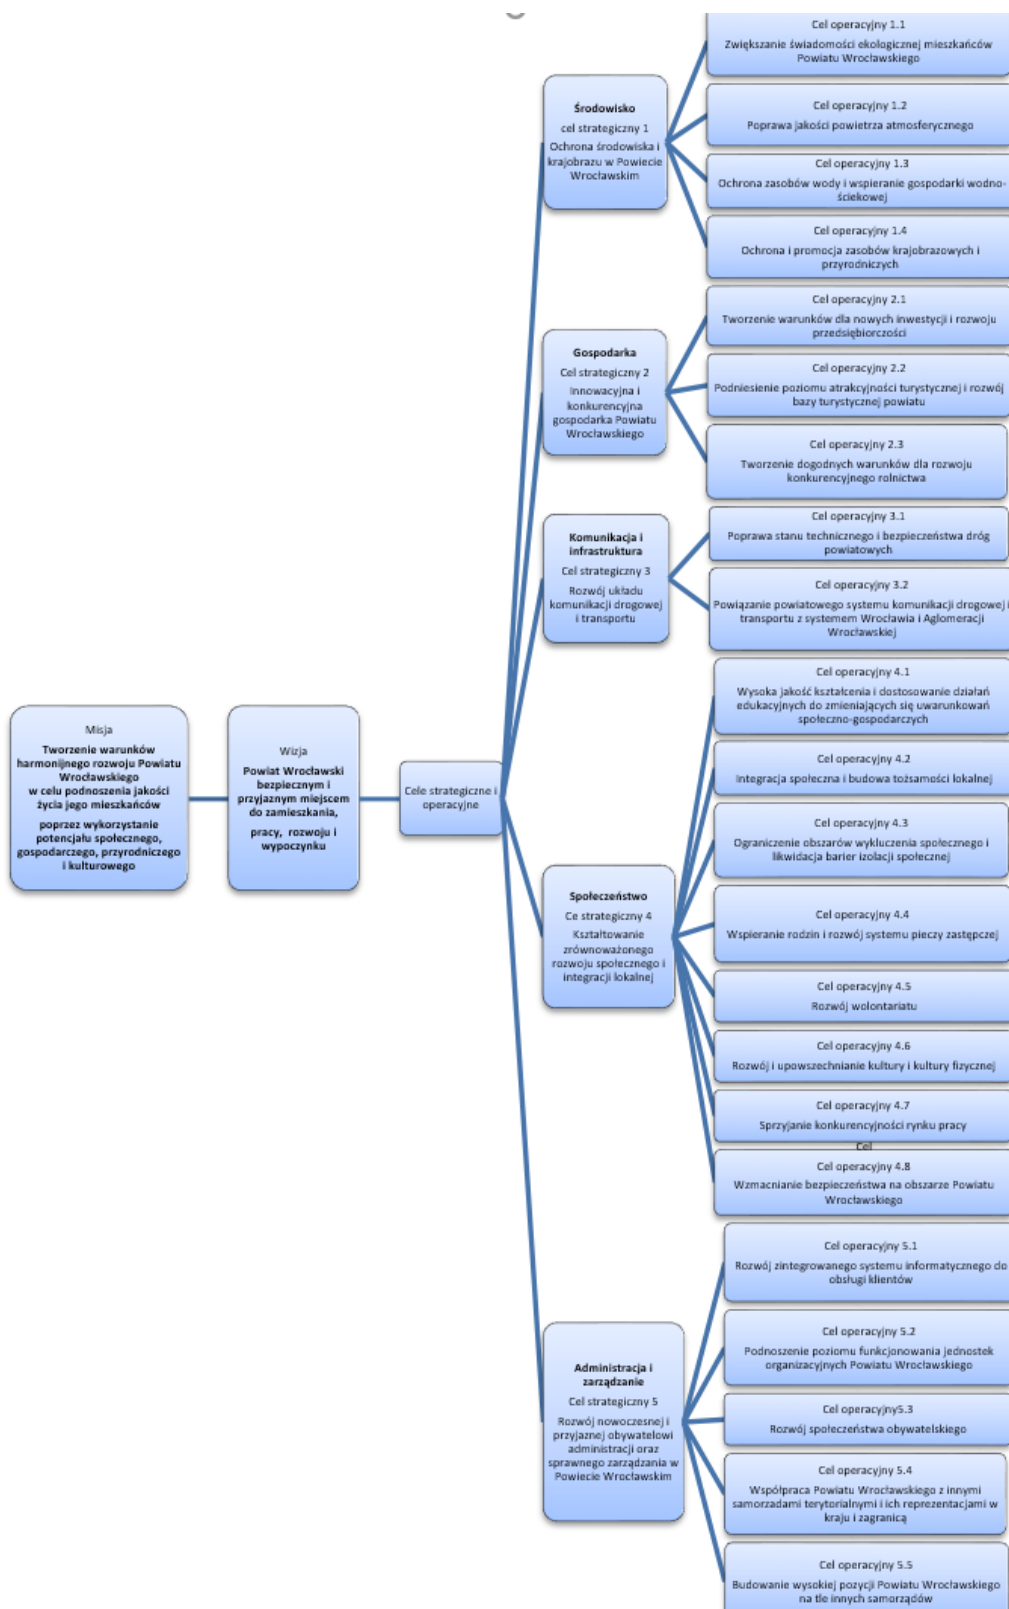 Misja
Tworzenie warunków
harmonijnego rozwoju Powiatu
Wrocławskiego
w celu podnoszenia jakości
życia jego mieszkańców
poprzez wykorzystanie
potencjału społecznego,
gospodarczego, przyrodniczego
i kulturowego
Wizja
Powiat Wrocławski
bezpiecznym i
przyjaznym miejscem
do zamieszkania,
pracy, rozwoju i
wypoczynku
Cele strategiczne i
operacyjne
Środowisko
cel strategiczny 1
Ochrona środowiska i
krajobrazu w Powiecie
Wrocławskim
Cel operacyjny 1.1
Zwiększanie świadomości ekologicznej mieszkańców
Powiatu Wrocławskiego
Cel operacyjny 1.2
Poprawa jakości powietrza atmosferycznego
Cel operacyjny 1.3
Ochrona zasobów wody i wspieranie gospodarki wodno-
ściekowej
Cel operacyjny 1.4
Ochrona i promocja zasobów krajobrazowych i
przyrodniczych
Gospodarka
Cel strategiczny 2
Innowacyjna i
konkurencyjna
gospodarka Powiatu
Wrocławskiego
Cel operacyjny 2.1
Tworzenie warunków dla nowych inwestycji i rozwoju
przedsiębiorczości
Cel operacyjny 2.2
Podniesienie poziomu atrakcyjności turystycznej i rozwój
bazy turystycznej powiatu
Cel operacyjny 2.3
Tworzenie dogodnych warunków dla rozwoju
konkurencyjnego rolnictwa
Komunikacja i
infrastruktura
Cel strategiczny 3
Rozwój układu
komunikacji drogowej
i transportu
Cel operacyjny 3.1
Poprawa stanu technicznego i bezpieczeństwa dróg
powiatowych
Cel operacyjny 3.2
Powiązanie powiatowego systemu komunikacji drogowej i
transportu z systemem Wrocławia i Aglomeracji
Wrocławskiej
Społeczeństwo
Ce strategiczny 4
Kształtowanie
zrównoważonego
rozwoju społecznego i
integracji lokalnej
Cel operacyjny 4.1
Wysoka jakość kształcenia i dostosowanie działań
edukacyjnych do zmieniających się uwarunkowań
społeczno-gospodarczych
Cel operacyjny 4.2
Integracja społeczna i budowa tożsamości lokalnej
Cel operacyjny 4.3
Ograniczenie obszarów wykluczenia społecznego i
likwidacja barier izolacji społecznej
Cel operacyjny 4.4
Wspieranie rodzin i rozwój systemu pieczy zastępczej
Cel operacyjny 4.5
Rozwój wolontariatu
Cel operacyjny 4.6
Rozwój i upowszechnianie kultury i kultury fizycznej
Cel operacyjny 4.7
Sprzyjanie konkurencyjności rynku pracy
Cel
Cel operacyjny 4.8
Wzmacnianie bezpieczeństwa na obszarze Powiatu
Wrocławskiego
Administracja i
zarządzanie
Cel strategiczny 5
Rozwój nowoczesnej i
przyjaznej obywatelowi
administracji oraz
sprawnego zarządzania w
Powiecie Wrocławskim
Cel operacyjny 5.1
Rozwój zintegrowanego systemu informatycznego do
obsługi klientów
Cel operacyjny 5.2
Podnoszenie poziomu funkcjonowania jednostek
organizacyjnych Powiatu Wrocławskiego
Cel operacyjny5.3
Rozwój społeczeństwa obywatelskiego
Cel operacyjny 5.4
Współpraca Powiatu Wrocławskiego z innymi
samorzadami terytorialnymi i ich reprezentacjami w
kraju i zagranicą
Cel operacyjny 5.5
Budowanie wysokiej pozycji Powiatu Wrocławskiego
na tle innych samorządów